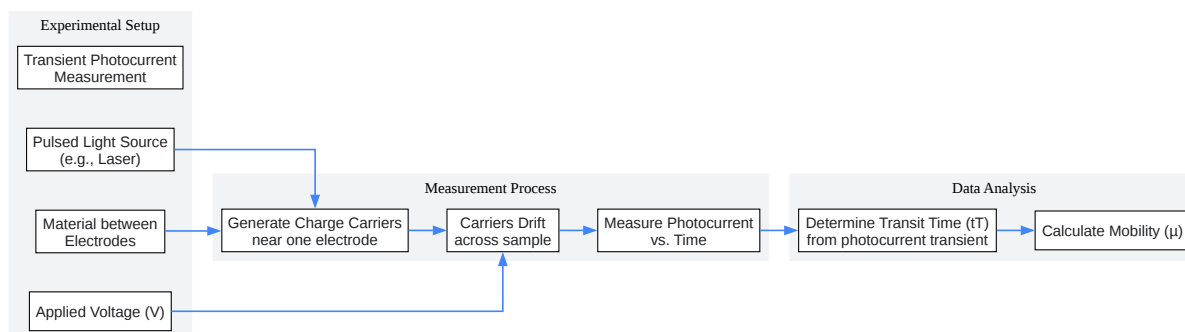 Experimental Setup
Transient Photocurrent
Measurement
Pulsed Light Source
(e.g., Laser)
Material between
Electrodes
Applied Voltage (V)
Measurement Process
Generate Charge Carriers
near one electrode
Carriers Drift
across sample
Measure Photocurrent
vs. Time
Data Analysis
Determine Transit Time (tT)
from photocurrent transient
Calculate Mobility (μ)